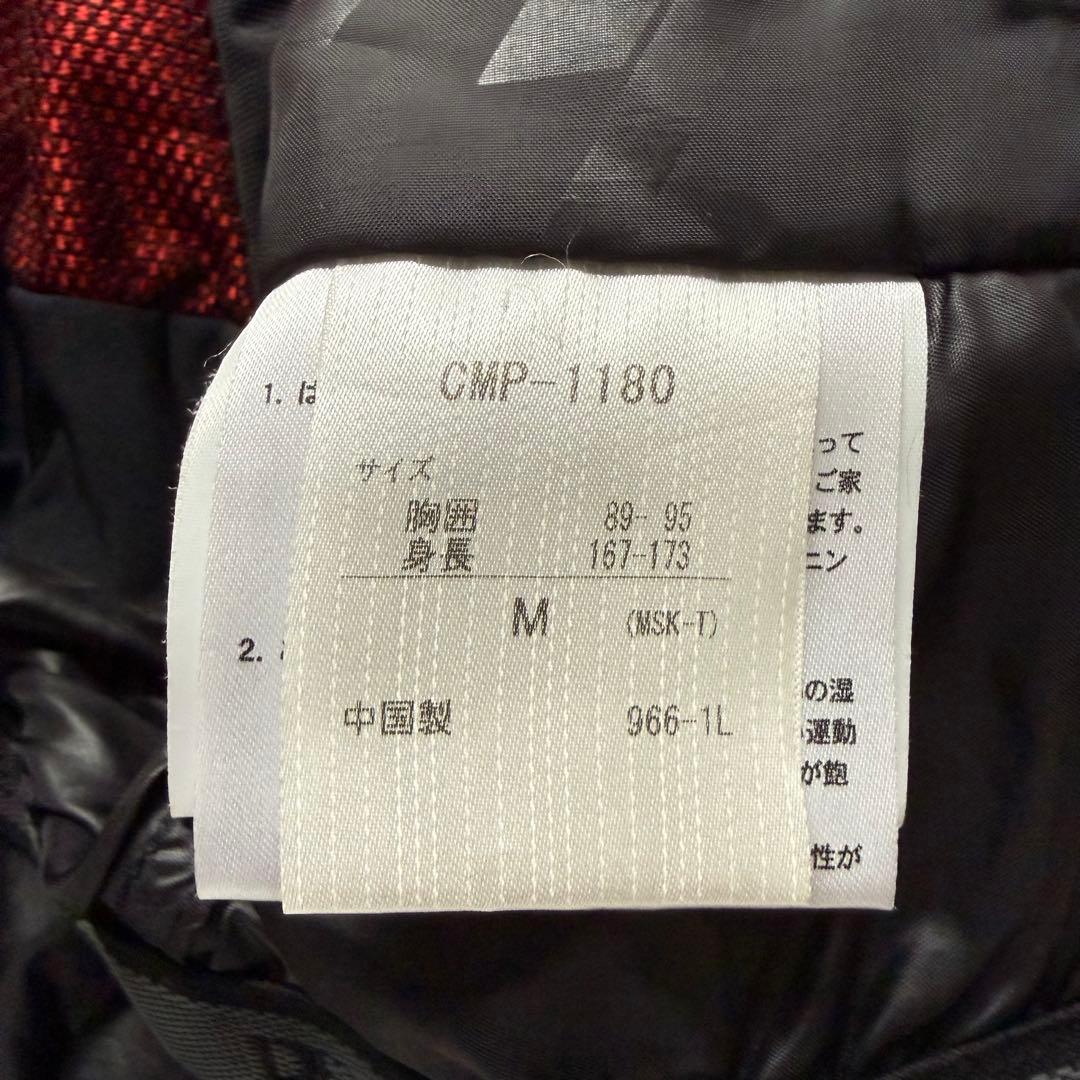 CMP-1180
サイズ
胸囲 89- 95
身長 167-173
M (MSK-T)
中国製 966-1L
1. は
って
ご家
ます。
ニン
2.
の湿
運動
が飽
性が